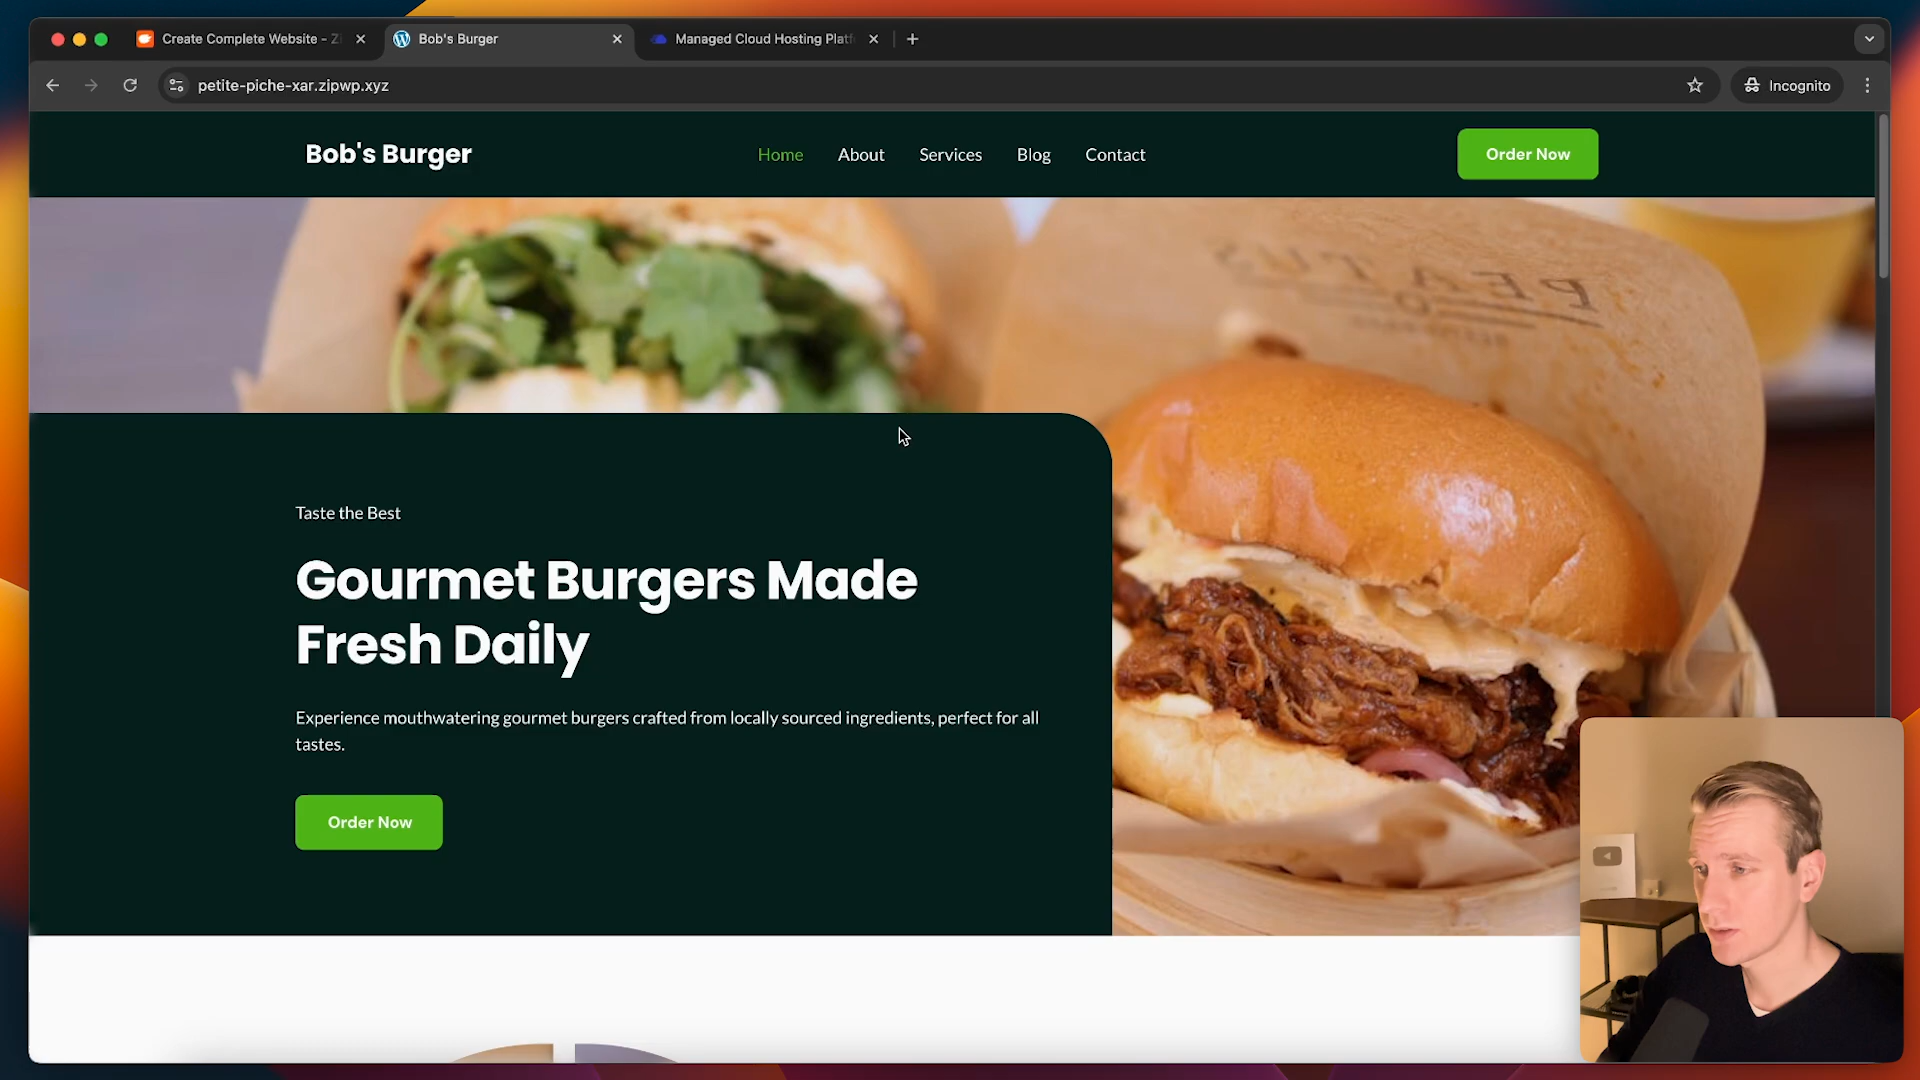 Create Complete Website - Z
Bob's Burger
Managed Cloud Hosting Platf
petite-piche-xar.zipwp.xyz
Incognito
Bob's Burger
Home
About
Services
Blog
Contact
Order Now
PEATUS
Taste the Best
Gourmet Burgers Made
Fresh Daily
Experience mouthwatering gourmet burgers crafted from locally sourced ingredients, perfect for all
tastes.
Order Now